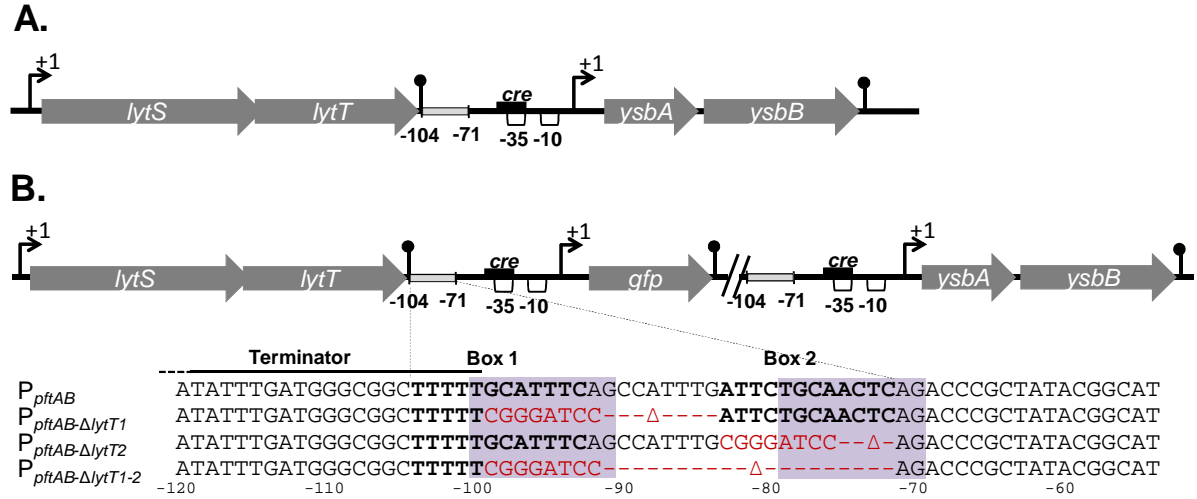 A.
+1 lytS lytT -104 -71 cre -35 -10 +1 ysbA ysbB
B.
+1 lytS lytT -104 -71 cre -35 -10 +1 gfp -104 -71 cre -35 -10 +1 ysbA ysbB
Terminator Box 1 Box 2
PpftAB ATATTTGATGGGCGGCTTTTTGCATTTCAGCCATTTGATTCTGCAACTCAGACCCGCTATACGGCAT
PpftAB-ΔlytT1 ATATTTGATGGGCGGCTTTTTCGGGATCC---Δ----ATTCTGCAACTCAGACCCGCTATACGGCAT
PpftAB-ΔlytT2 ATATTTGATGGGCGGCTTTTTGCATTTCAGCCATTTGCGGGATCC--Δ-AGACCCGCTATACGGCAT
PpftAB-ΔlytT1-2 ATATTTGATGGGCGGCTTTTTCGGGATCC----------Δ---------AGACCCGCTATACGGCAT
-120 -110 -100 -90 -80 -70 -60